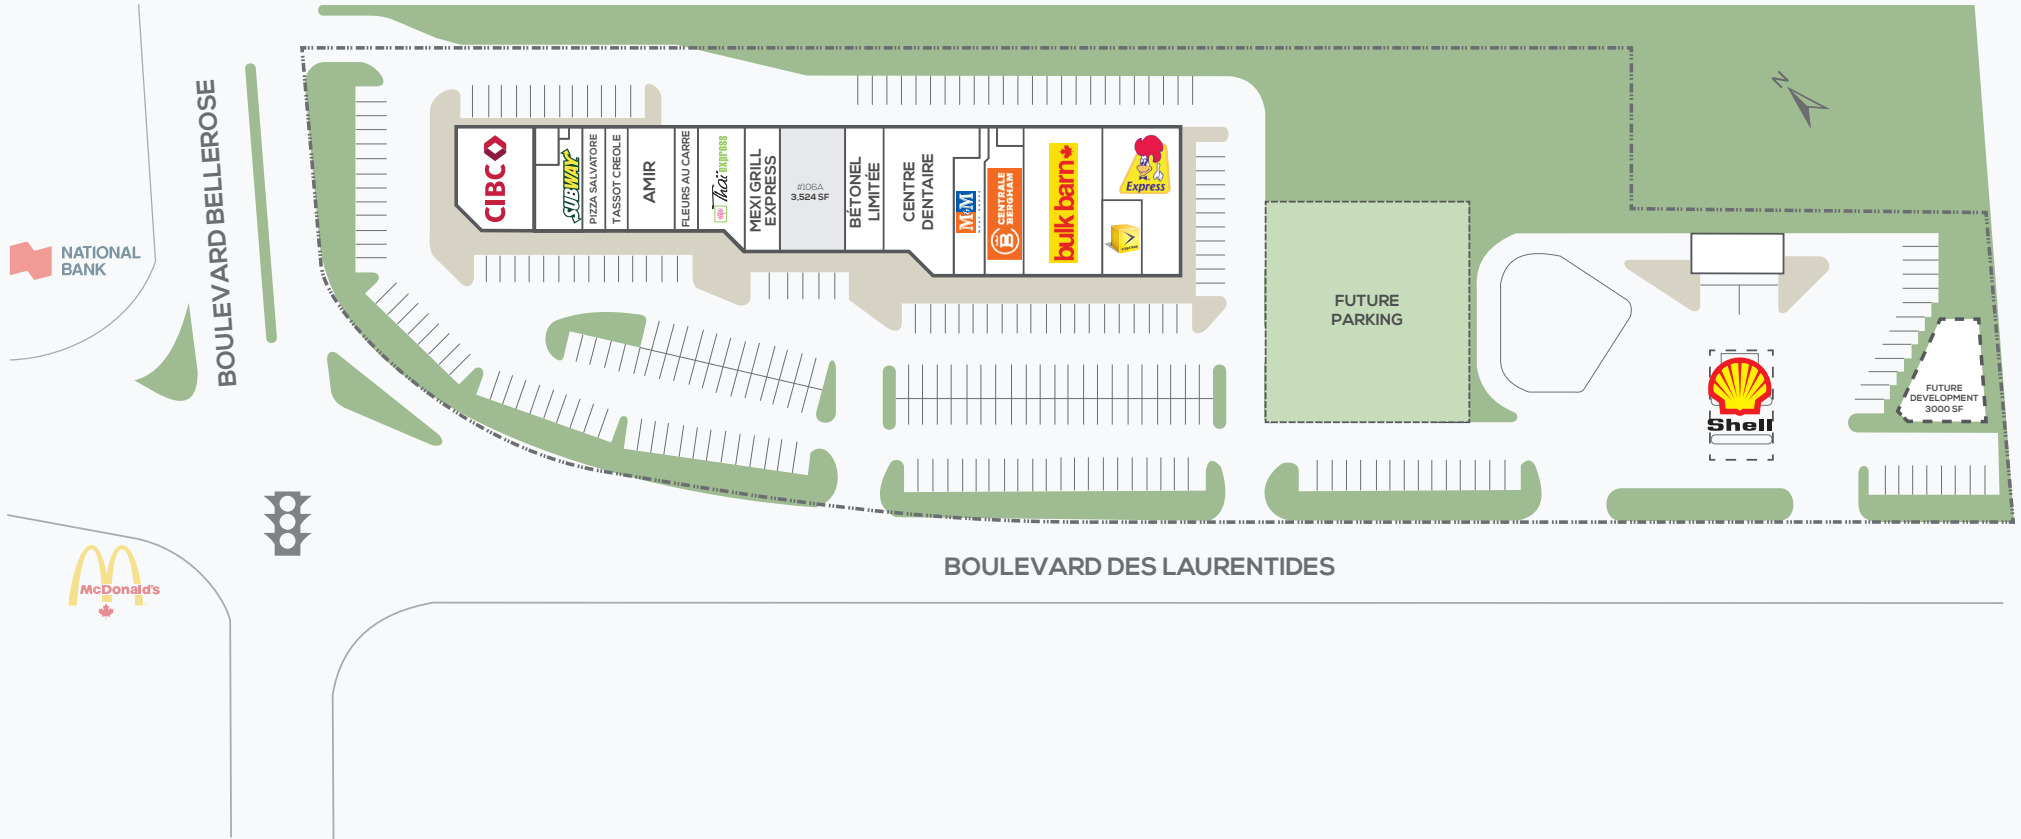 BOULEVARD BELLEROSE
NATIONAL
BANK
McDonald's
CIBC
SUBWAY
PIZZA SALVATORE
TASSOT CREOLE
AMIR
FLEURS AU CARRE
Thaï express
MEXI GRILL
EXPRESS
#106A
3,524 SF
BÉTONEL
LIMITÉE
CENTRE
DENTAIRE
M&M
B
CENTRALE
BERGHAM
bulk barn
Express
N
FUTURE
PARKING
Shell
FUTURE
DEVELOPMENT
3000 SF
BOULEVARD DES LAURENTIDES